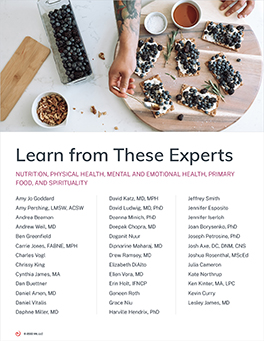 Learn from These Experts
NUTRITION, PHYSICAL HEALTH, MENTAL AND EMOTIONAL HEALTH, PRIMARY
FOOD, AND SPIRITUALITY
Amy Jo Goddard
Amy Pershing, LMSW, ACSW
Andrea Beaman
Andrew Weil, MD
Ben Greenfield
Carrie Jones, FABNE, MPH
Charles Vogl
Chrissy King
Cynthia James, MA
Dan Buettner
Daniel Amen, MD
Daniel Vitalis
Daphne Miller, MD
David Katz, MD, MPH
David Ludwig, MD, PhD
Deanna Minich, PhD
Deepak Chopra, MD
Doganit Nuur
Dipnarine Maharaj, MD
Drew Ramsey, MD
Elizabeth DiAlto
Ellen Vora, MD
Erin Holt, IFNCP
Geneen Roth
Grace Niu
Harville Hendrix, PhD
Jeffrey Smith
Jennifer Esposito
Jennifer Iserloh
Joan Borysenko, PhD
Joseph Petrosino, PhD
Josh Axe, DC, DNM, CNS
Joshua Rosenthal, MScEd
Julia Cameron
Kate Northrup
Ken Kinter, MA, LPC
Kevin Curry
Lesley James, MD